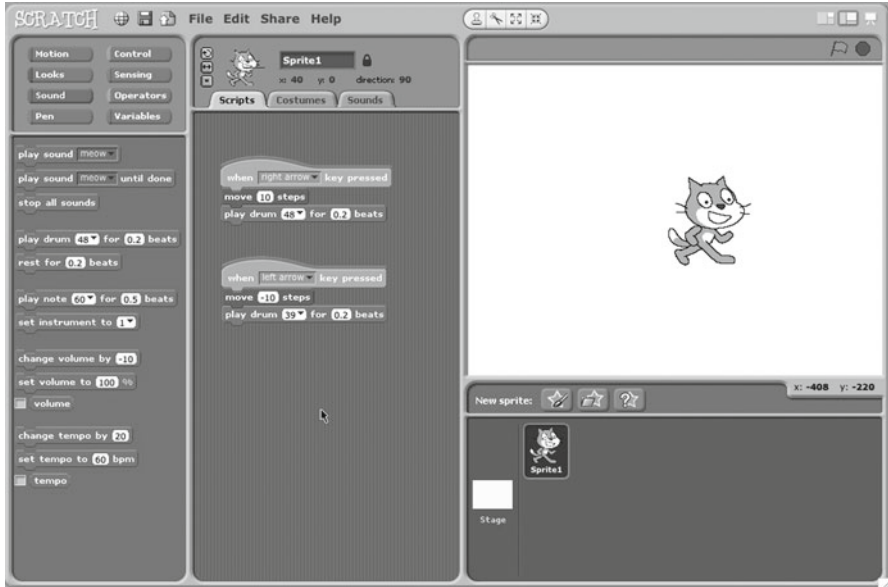 SCRATCH File Edit Share Help
Motion Control
Looks Sensing
Sound Operators
Pen Variables
play sound meow
play sound meow until done
stop all sounds
play drum 48 for 0.2 beats
rest for 0.2 beats
play note 60 for 0.5 beats
set instrument to 1
change volume by -10
set volume to 100 %
volume
change tempo by 20
set tempo to 60 bpm
tempo
Sprite1
x: 40 y: 0 direction: 90
Scripts Costumes Sounds
when right arrow key pressed
move 10 steps
play drum 48 for 0.2 beats
when left arrow key pressed
move -10 steps
play drum 39 for 0.2 beats
x: -408 y: -220
New sprite:
Sprite1
Stage